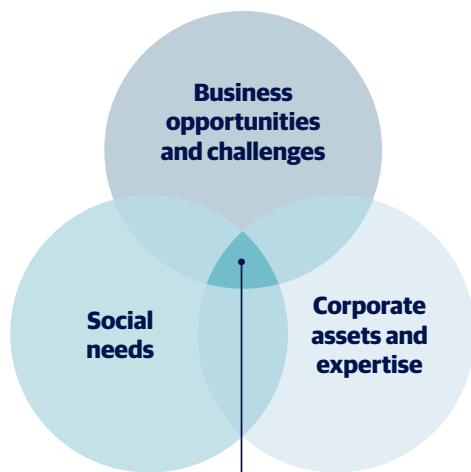 Business
opportunities
and challenges
Social
needs
Corporate
assets and
expertise